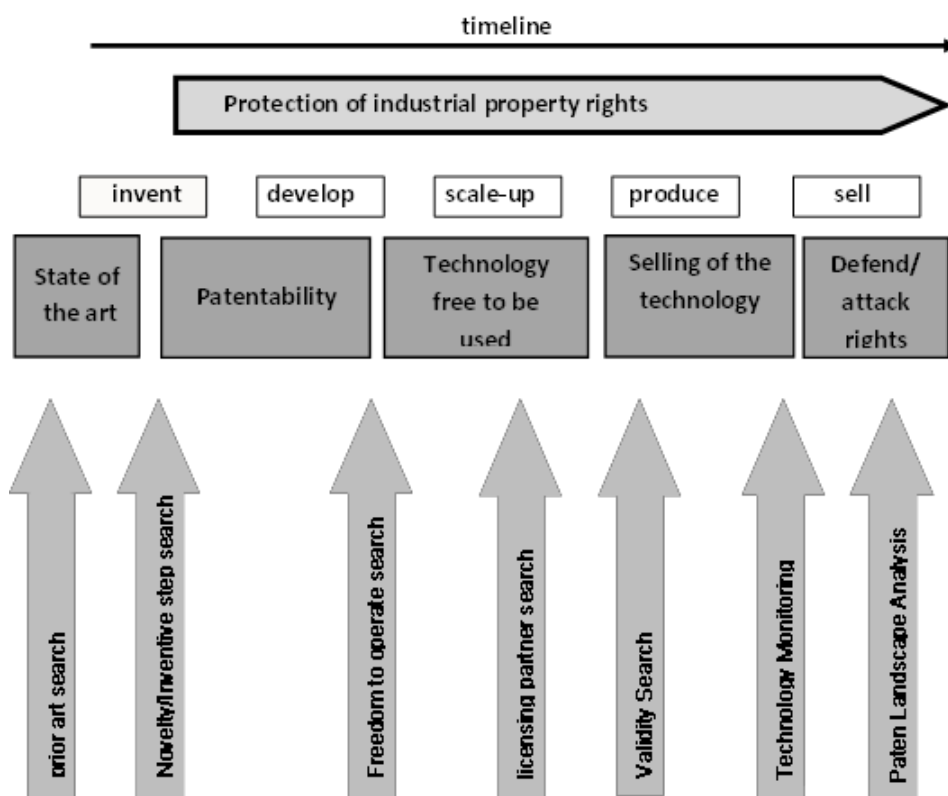 timeline
Protection of industrial property rights
invent
develop
scale-up
produce
sell
State of
the art
Patentability
Technology
free to be
used
Selling of the
technology
Defend/
attack
rights
prior art search
Novelty/Inventive step search
Freedom to operate search
licensing partner search
Validity Search
Technology Monitoring
Paten Landscape Analysis